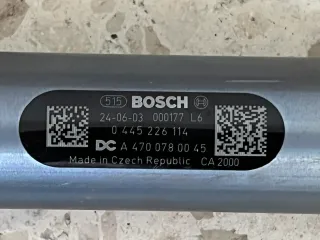 515 BOSCH
24-06-03 000177 L6
0 445 226 114
DC A 470 078 00 45
Made in Czech Republic CA 2000